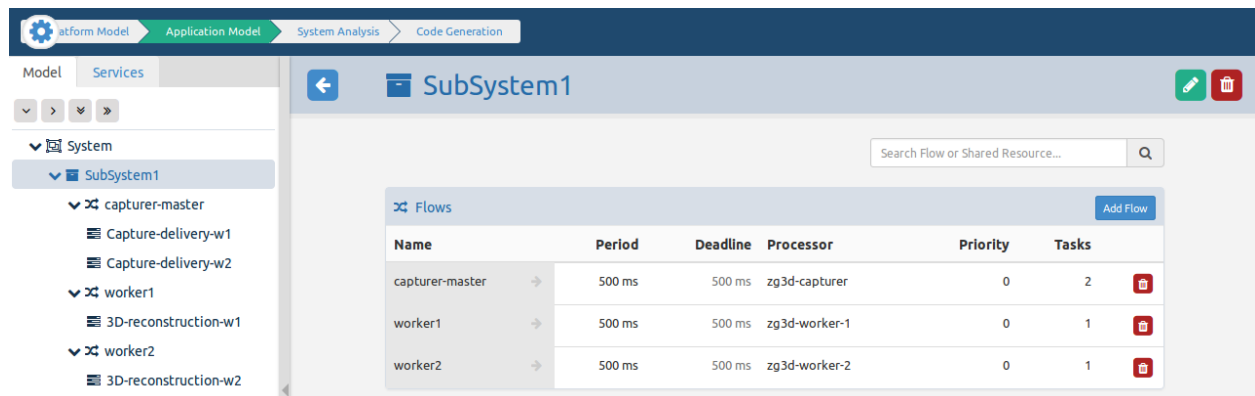 atform Model Application Model System Analysis Code Generation
Model Services
SubSystem1
System
SubSystem1
capturer-master
Capture-delivery-w1
Capture-delivery-w2
worker1
3D-reconstruction-w1
worker2
3D-reconstruction-w2
Search Flow or Shared Resource...
Flows Add Flow
Name Period Deadline Processor Priority Tasks
capturer-master 500 ms 500 ms zg3d-capturer 0 2
worker1 500 ms 500 ms zg3d-worker-1 0 1
worker2 500 ms 500 ms zg3d-worker-2 0 1